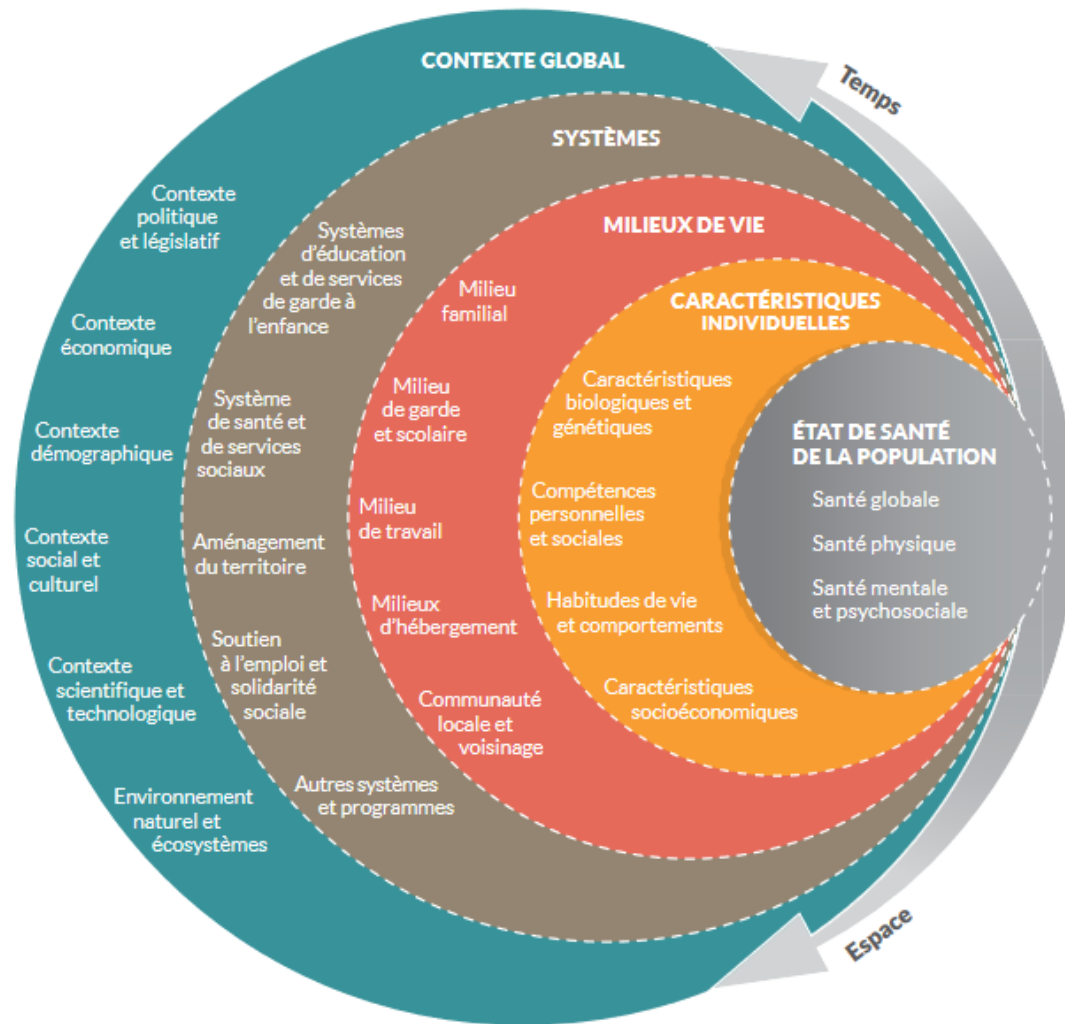 CONTEXTE GLOBAL
Contexte
politique
et législatif
Contexte
économique
Contexte
démographique
Contexte
social et
culturel
Contexte
scientifique et
technologique
Environnement
naturel et
écosystèmes
SYSTÈMES
Systèmes
d'éducation
et de services
de garde à
l'enfance
Système
de santé et
de services
sociaux
Aménagement
du territoire
Soutien
à l'emploi et
solidarité
sociale
Autres systèmes
et programmes
MILIEUX DE VIE
Milieu
familial
Milieu
de garde
et scolaire
Milieu
de travail
Milieux
d'hébergement
Communauté
locale et
voisinage
CARACTÉRISTIQUES
INDIVIDUELLES
Caractéristiques
biologiques et
génétiques
Compétences
personnelles
et sociales
Habitudes de vie
et comportements
Caractéristiques
socioéconomiques
ÉTAT DE SANTÉ
DE LA POPULATION
Santé globale
Santé physique
Santé mentale
et psychosociale
Temps
Espace